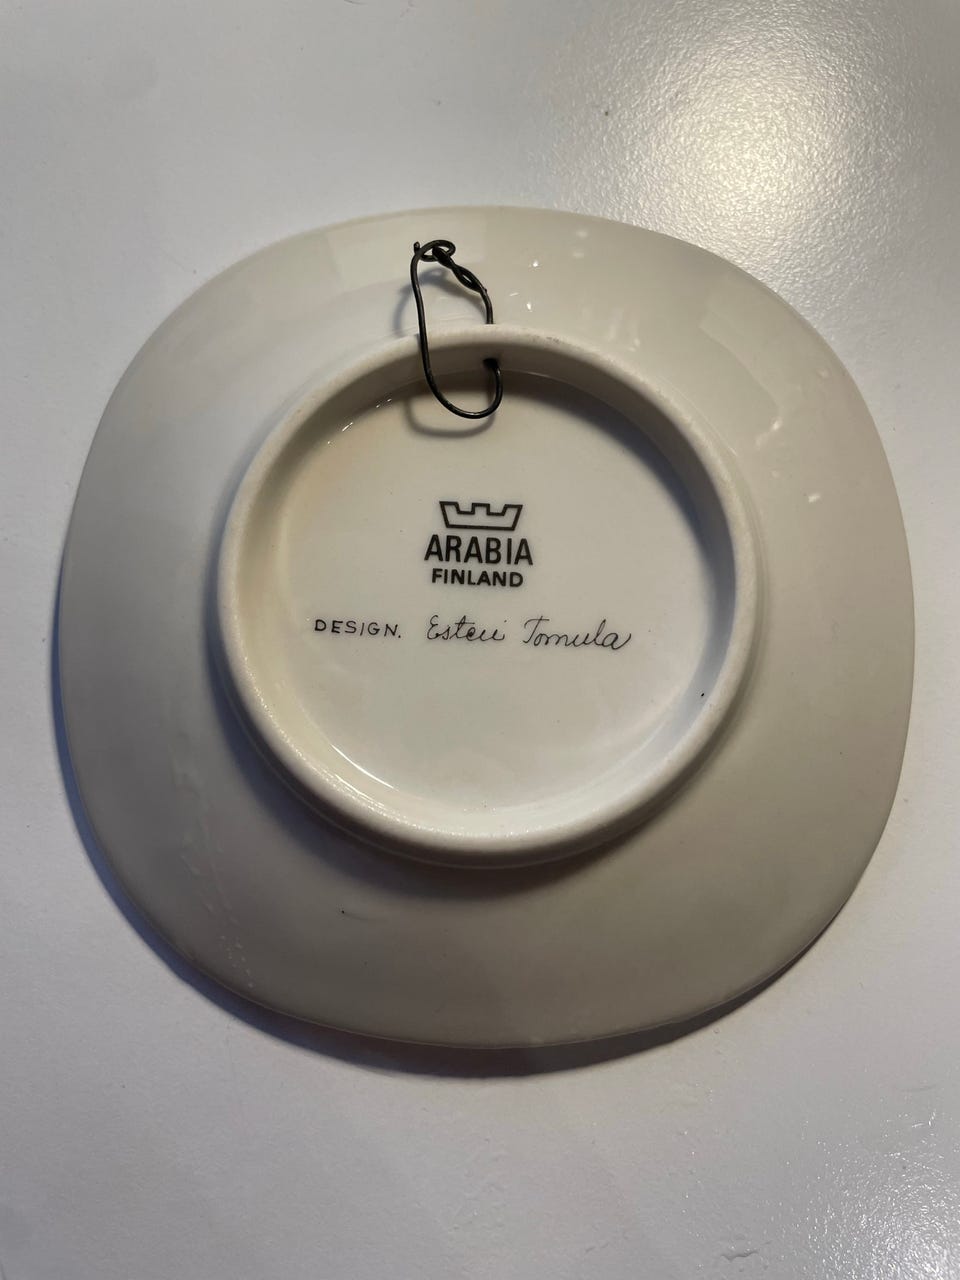 ARABIA
FINLAND
DESIGN. Esteri Tomula